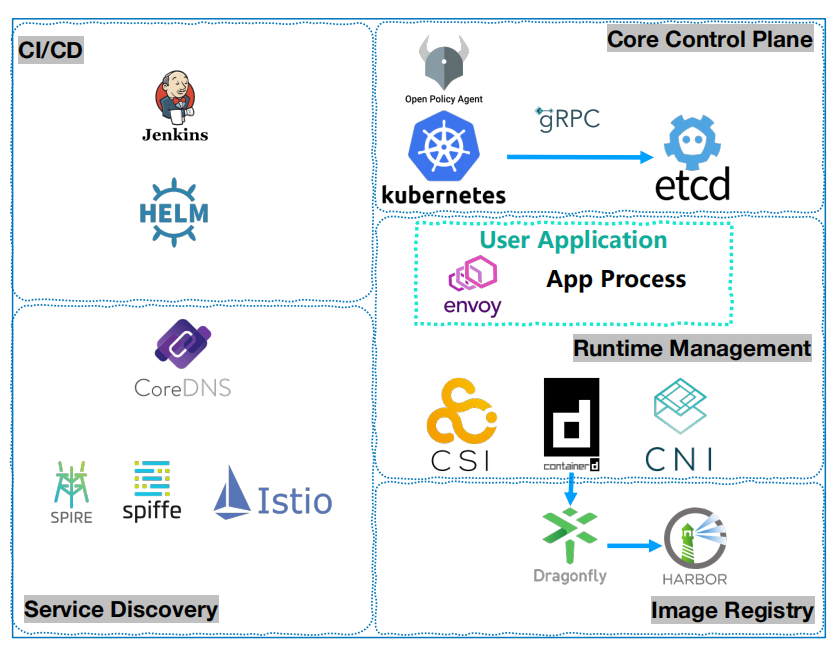 CI/CD
Jenkins
HELM
Core Control Plane
Open Policy Agent
gRPC
kubernetes
etcd
User Application
envoy
App Process
Runtime Management
CSI
d
containerd
CNI
CoreDNS
SPIRE
spiffe
Istio
Service Discovery
Dragonfly
HARBOR
Image Registry